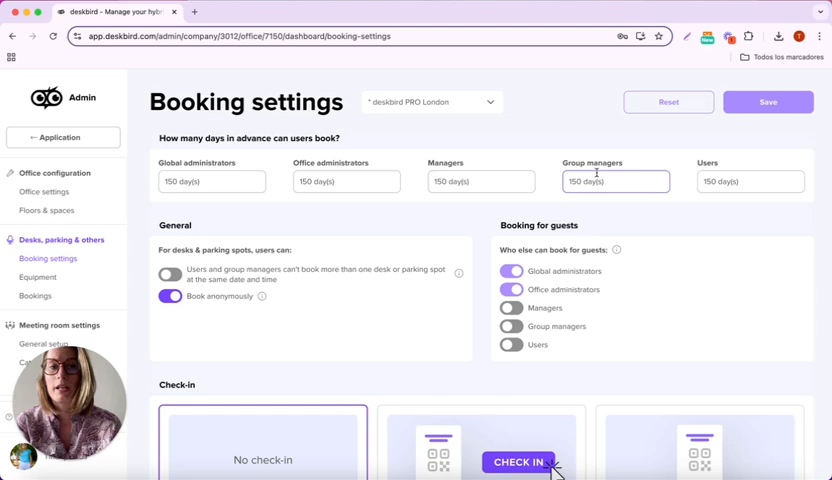 deskbird - Manage your hyb
app.deskbird.com/admin/company/3012/office/7150/dashboard/booking-settings
New
1
T
Todos los marcadores
Admin
← Application
Office configuration
Office settings
Floors & spaces
Desks, parking & others
Booking settings
Equipment
Bookings
Meeting room settings
General setup
Booking settings
* deskbird PRO London
Reset
Save
How many days in advance can users book?
Global administrators
Office administrators
Managers
Group managers
Users
150 day(s)
150 day(s)
150 day(s)
150 day(s)
150 day(s)
General
For desks & parking spots, users can:
Users and group managers can't book more than one desk or parking spot
at the same date and time
Book anonymously
Booking for guests
Who else can book for guests:
Global administrators
Office administrators
Managers
Group managers
Users
Check-in
No check-in
CHECK IN